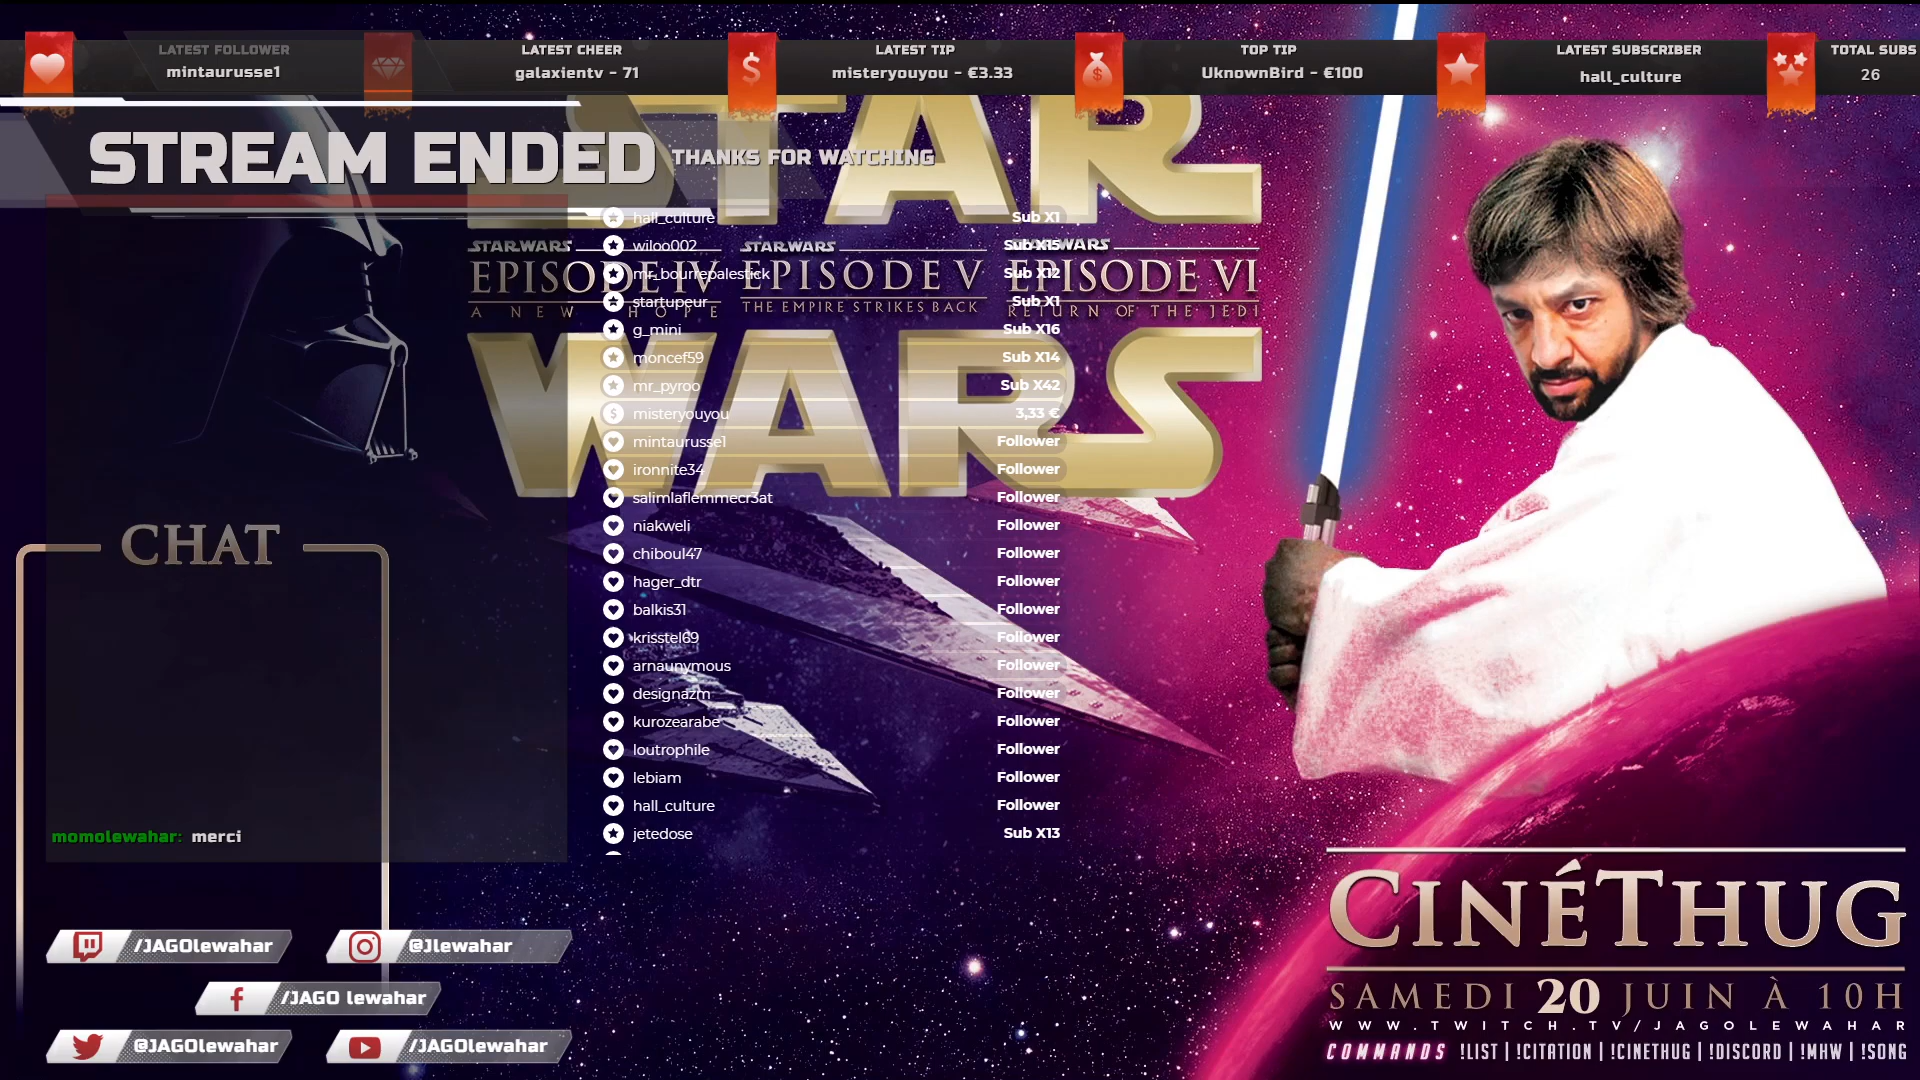 LATEST FOLLOWER
mintaurusse1
LATEST CHEER
galaxientv - 71
LATEST TIP
misteryouyou - €3.33
TOP TIP
UknownBird - €100
LATEST SUBSCRIBER
hall_culture
TOTAL SUBS
26
STAR
STREAM ENDED
THANKS FOR WATCHING
STAR WARS
EPISODE IV
A NEW HOPE
STAR WARS
EPISODE V
THE EMPIRE STRIKES BACK
STAR WARS
EPISODE VI
RETURN OF THE JEDI
WARS
hall_culture Sub X1
wiloo002 Sub X15
mr_bourrepalestick Sub X12
startupeur Sub X1
g_mini Sub X16
moncef59 Sub X14
mr_pyroo Sub X42
misteryouyou 3,33 €
mintaurusse1 Follower
ironnite34 Follower
salimlaflemmecr3at Follower
niakweli Follower
chiboul47 Follower
hager_dtr Follower
balkis31 Follower
krisstel69 Follower
arnaunymous Follower
designazm Follower
kurozearabe Follower
loutrophile Follower
lebiam Follower
hall_culture Follower
jetedose Sub X13
CHAT
momolewahar: merci
/JAGOlewahar
@Jlewahar
/JAGO lewahar
@JAGOlewahar
/JAGOlewahar
CINÉTHUG
SAMEDI 20 JUIN À 10H
WWW.TWITCH.TV/JAGOLEWAHAR
COMMANDS !LIST | !CITATION | !CINETHUG | !DISCORD | !MHW | !SONG